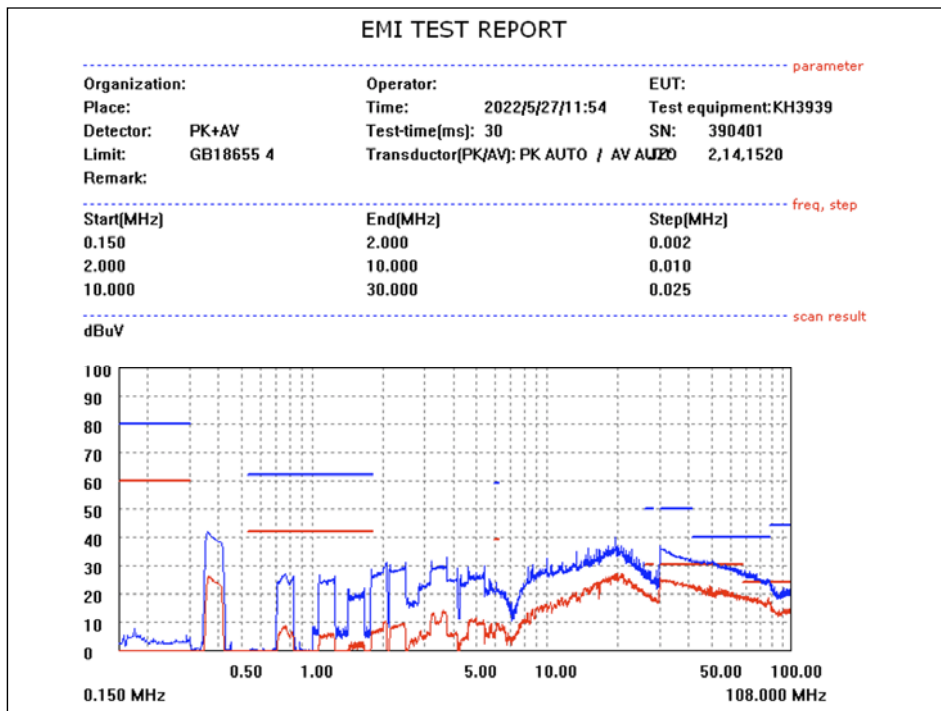 EMI TEST REPORT
parameter
Organization: Operator: EUT:
Place: Time: 2022/5/27/11:54 Test equipment:KH3939
Detector: PK+AV Test-time(ms): 30 SN: 390401
Limit: GB18655 4 Transductor(PK/AV): PK AUTO / AV 2,14,1520
Remark:
freq, step
Start(MHz) End(MHz) Step(MHz)
0.150 2.000 0.002
2.000 10.000 0.010
10.000 30.000 0.025
scan result
dBuV
100
90
80
70
60
50
40
30
20
10
0
0.50 1.00 5.00 10.00 50.00 100.00
0.150 MHz 108.000 MHz